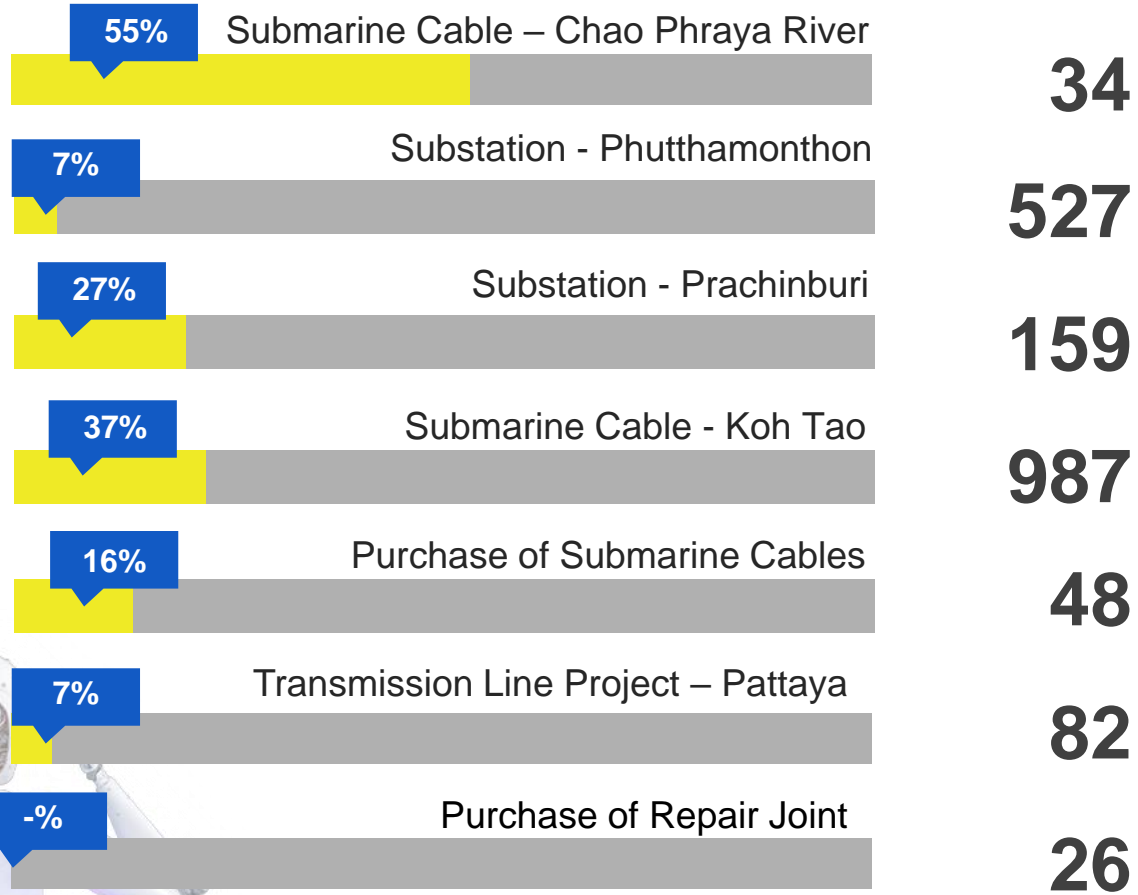 55%
Submarine Cable – Chao Phraya River
34
7%
Substation - Phutthamonthon
527
27%
Substation - Prachinburi
159
37%
Submarine Cable - Koh Tao
987
16%
Purchase of Submarine Cables
48
7%
Transmission Line Project – Pattaya
82
-%
Purchase of Repair Joint
26